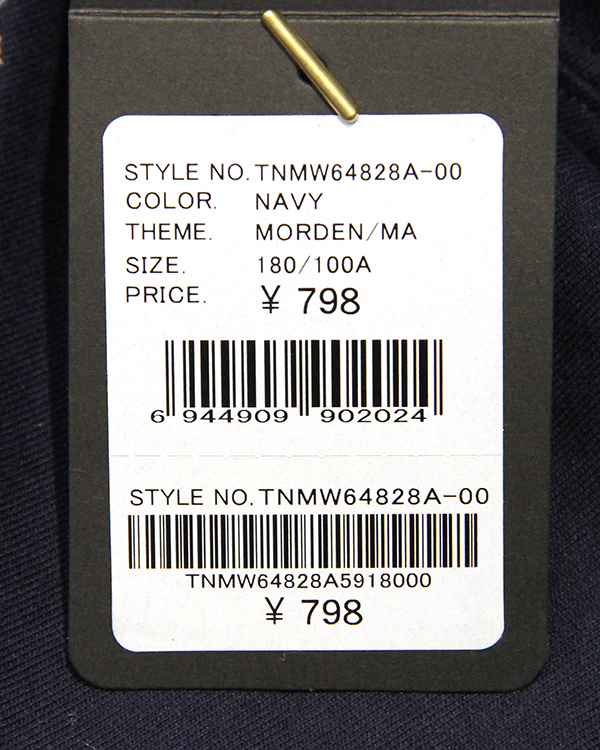 STYLE NO. TNMW64828A-00
COLOR. NAVY
THEME. MORDEN/MA
SIZE. 180/100A
PRICE. ¥ 798
6 944909 902024
STYLE NO. TNMW64828A-00
TNMW64828A5918000
¥ 798